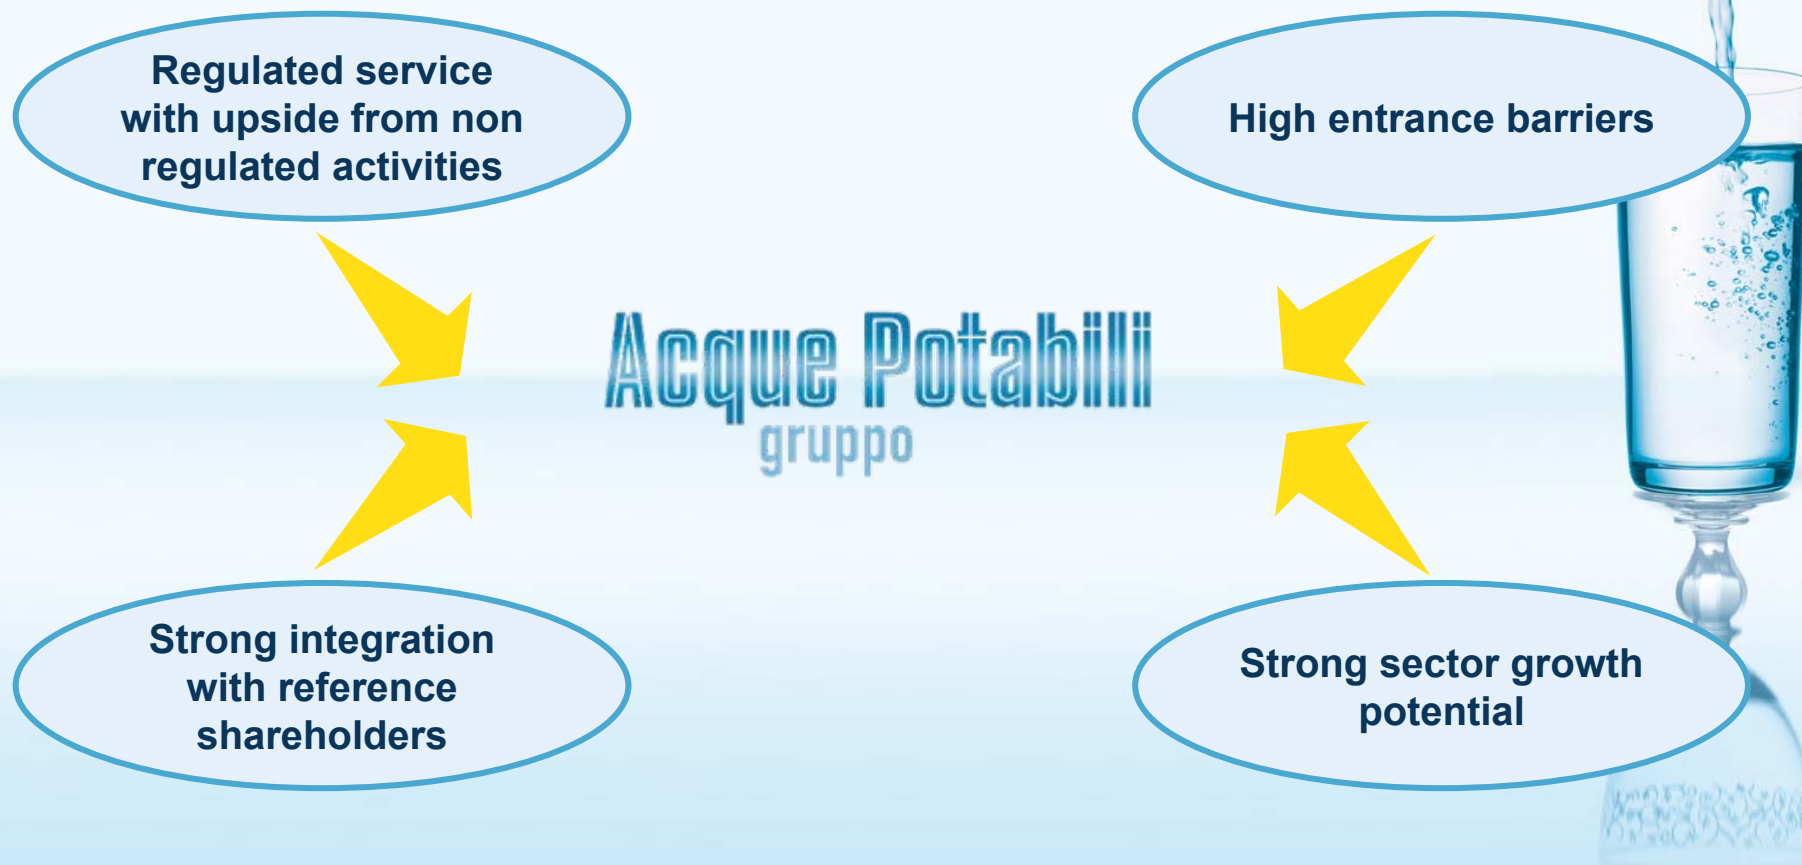 Regulated service
with upside from non
regulated activities
High entrance barriers
Acque Potabili
gruppo
Strong integration
with reference
shareholders
Strong sector growth
potential